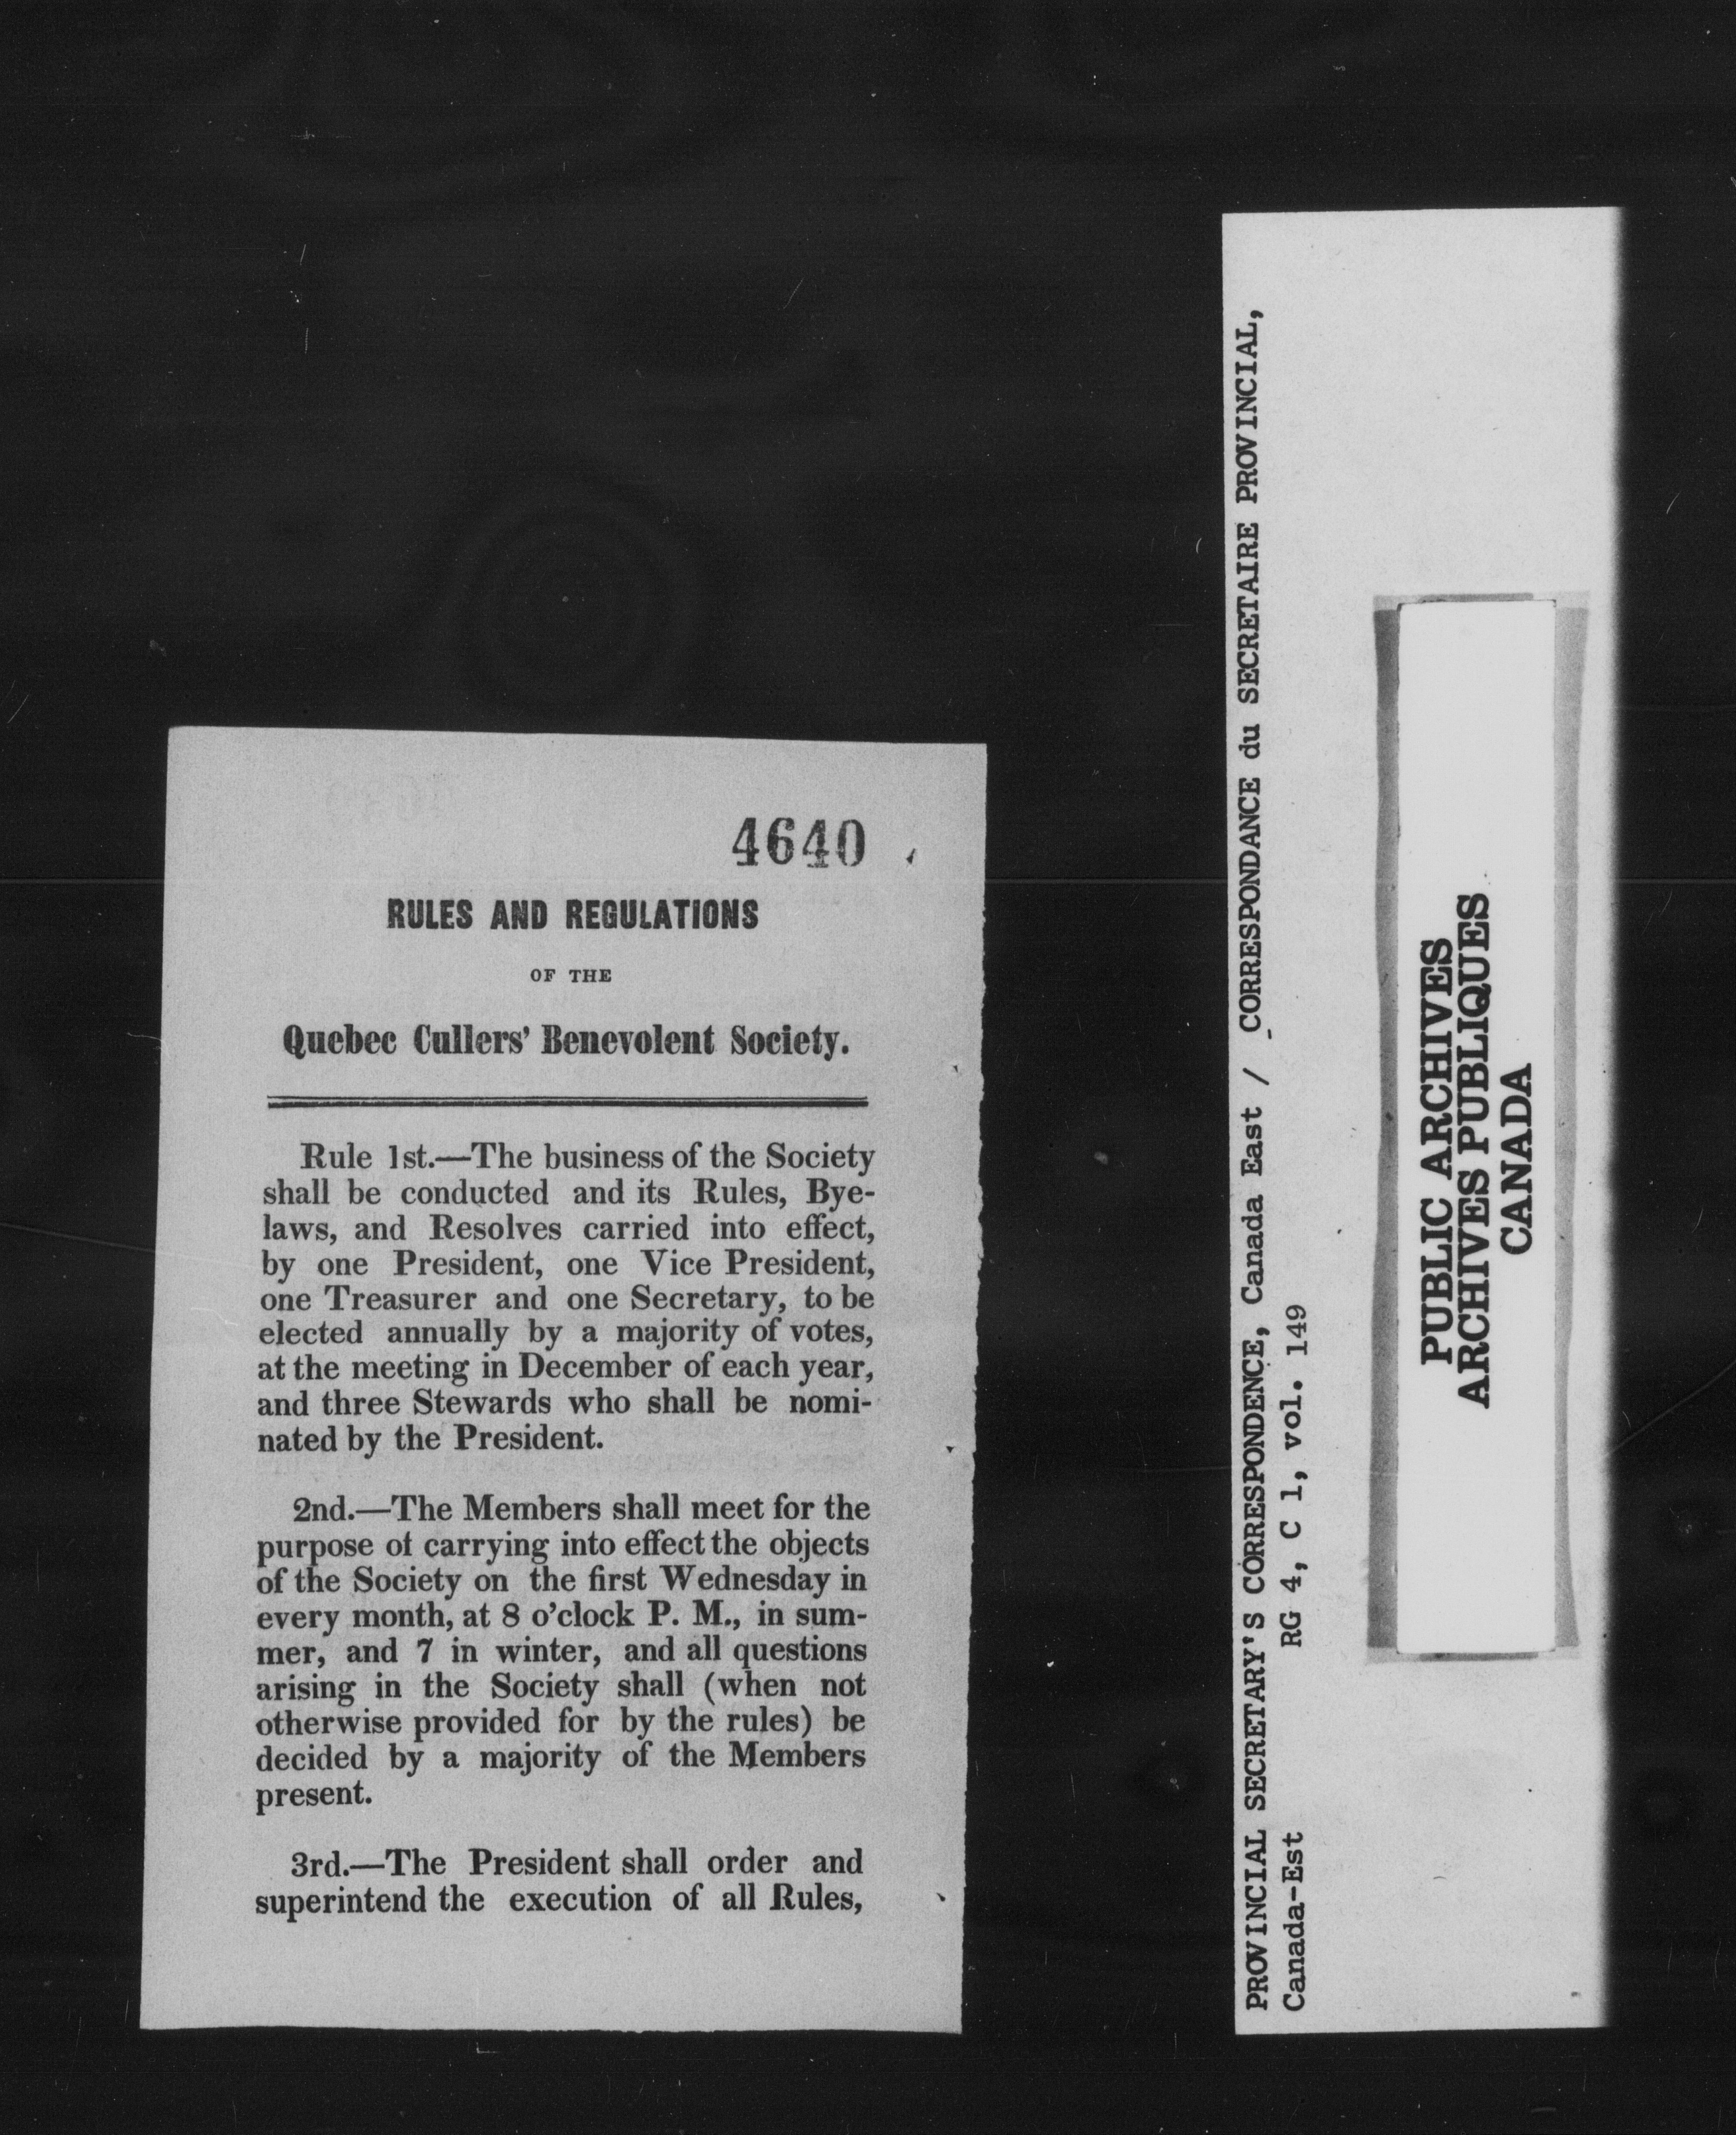 4640
RULES AND REGULATIONS
OF THE
Quebec Cullers' Benevolent Society.
Rule 1st.—The business of the Society
shall be conducted and its Rules, Bye-
laws, and Resolves carried into effect,
by one President, one Vice President,
one Treasurer and one Secretary, to be
elected annually by a majority of votes,
at the meeting in December of each year,
and three Stewards who shall be nomi-
nated by the President.
2nd.—The Members shall meet for the
purpose of carrying into effect the objects
of the Society on the first Wednesday in
every month, at 8 o'clock P. M., in sum-
mer, and 7 in winter, and all questions
arising in the Society shall (when not
otherwise provided for by the rules) be
decided by a majority of the Members
present.
3rd.—The President shall order and
superintend the execution of all Rules,
PROVINCIAL SECRETARY'S CORRESPONDENCE, Canada East / CORRESPONDANCE du SECRETAIRE PROVINCIAL,
Canada-Est RG 4, C 1, vol. 149
PUBLIC ARCHIVES
ARCHIVES PUBLIQUES
CANADA